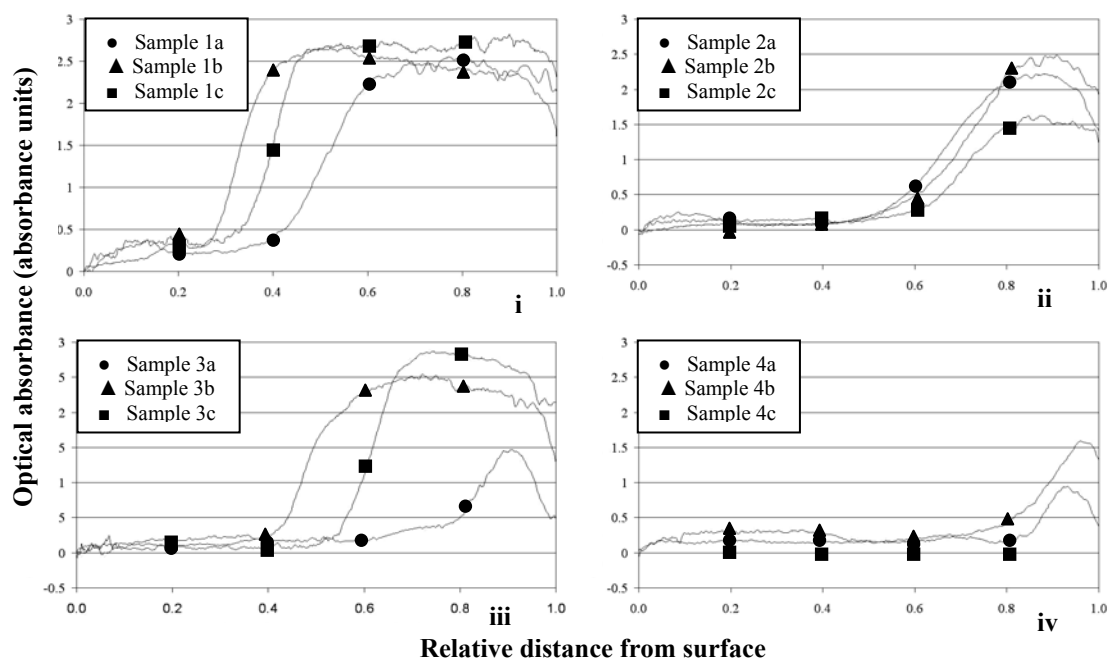 Optical absorbance (absorbance units)
3
2.5
2
1.5
1
0.5
0
Sample 1a
Sample 1b
Sample 1c
0.0 0.2 0.4 0.6 0.8 1.0
i
3
2.5
2
1.5
1
0.5
0
-0.5
Sample 2a
Sample 2b
Sample 2c
0.0 0.2 0.4 0.6 0.8 1.0
ii
3
5
2
5
1
5
0
-0.5
Sample 3a
Sample 3b
Sample 3c
0.0 0.2 0.4 0.6 0.8 1.0
iii
3
2.5
2
1.5
1
0.5
0
-0.5
Sample 4a
Sample 4b
Sample 4c
0.0 0.2 0.4 0.6 0.8 1.0
iv
Relative distance from surface